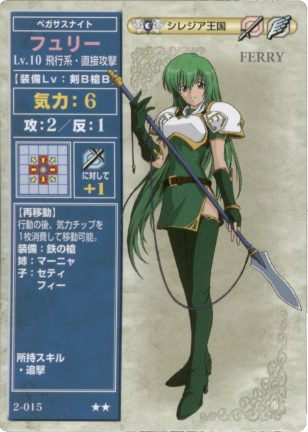 ペガサスナイト
シレジア王国
フュリー
FERRY
Lv.10 飛行系・直接攻撃
【装備Lv：剣B槍B】
気力：6
攻：2／反：1
に対して
+1
【再移動】
行動の後、気力チップを
1枚消費して移動可能。
装備：鉄の槍
姉：マーニャ
子：セティ
フィー
所持スキル
・追撃
2-015
★★